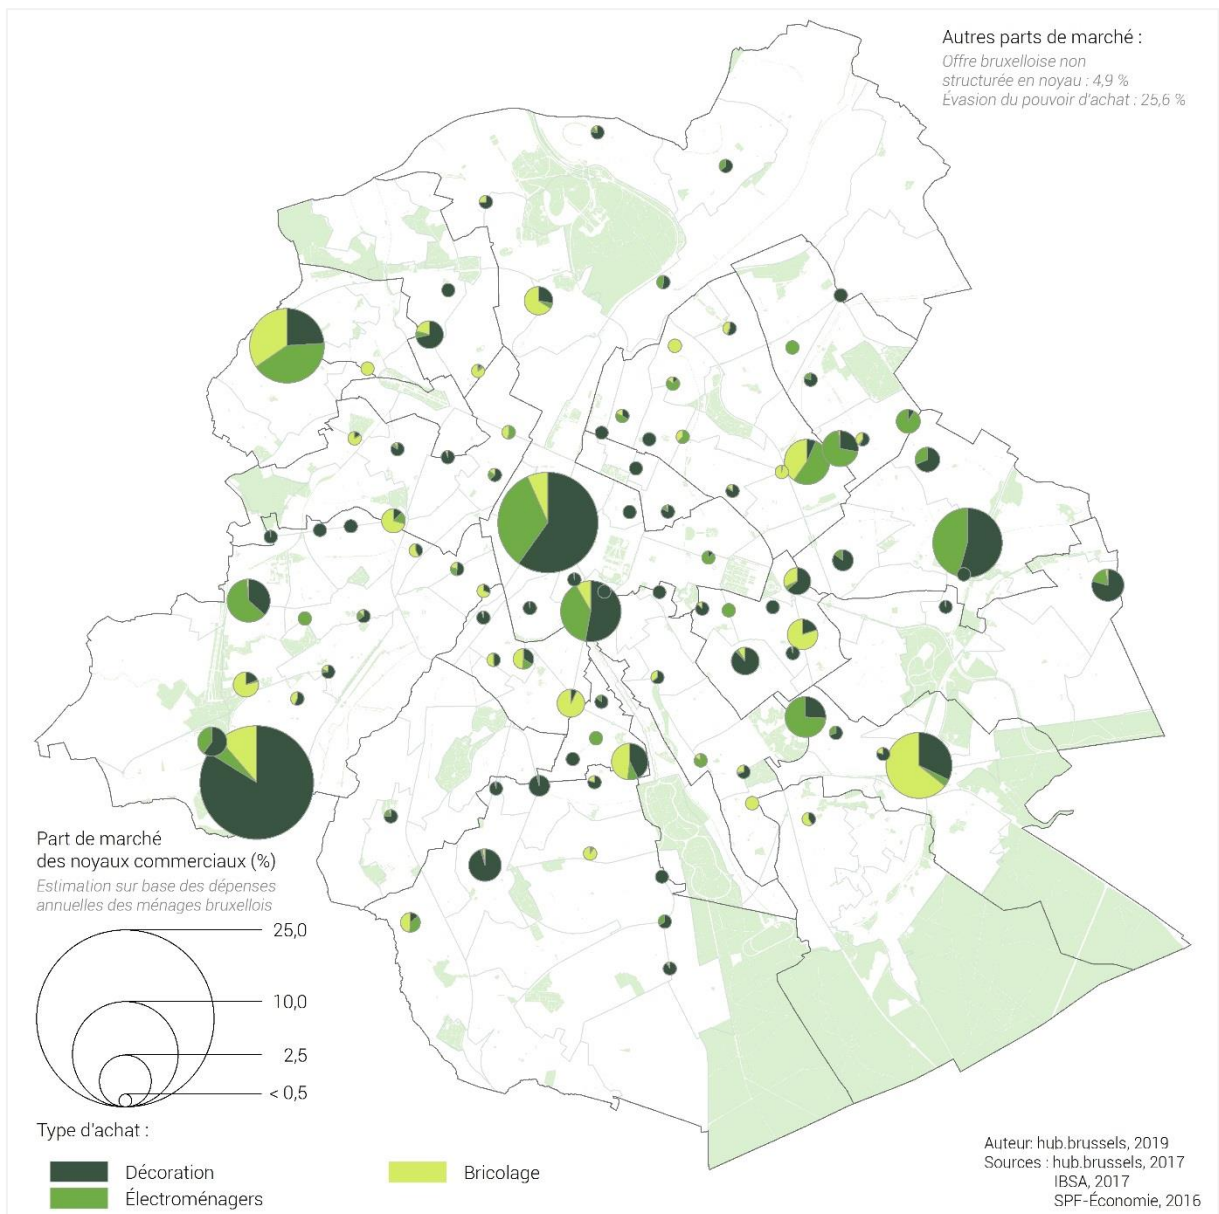 Autres parts de marché :
Offre bruxelloise non
structurée en noyau : 4,9 %
Évasion du pouvoir d'achat : 25,6 %
Part de marché
des noyaux commerciaux (%)
Estimation sur base des dépenses
annuelles des ménages bruxellois
25,0
10,0
2,5
< 0,5
Type d'achat :
Décoration
Électroménagers
Bricolage
Auteur: hub.brussels, 2019
Sources : hub.brussels, 2017
IBSA, 2017
SPF-Économie, 2016